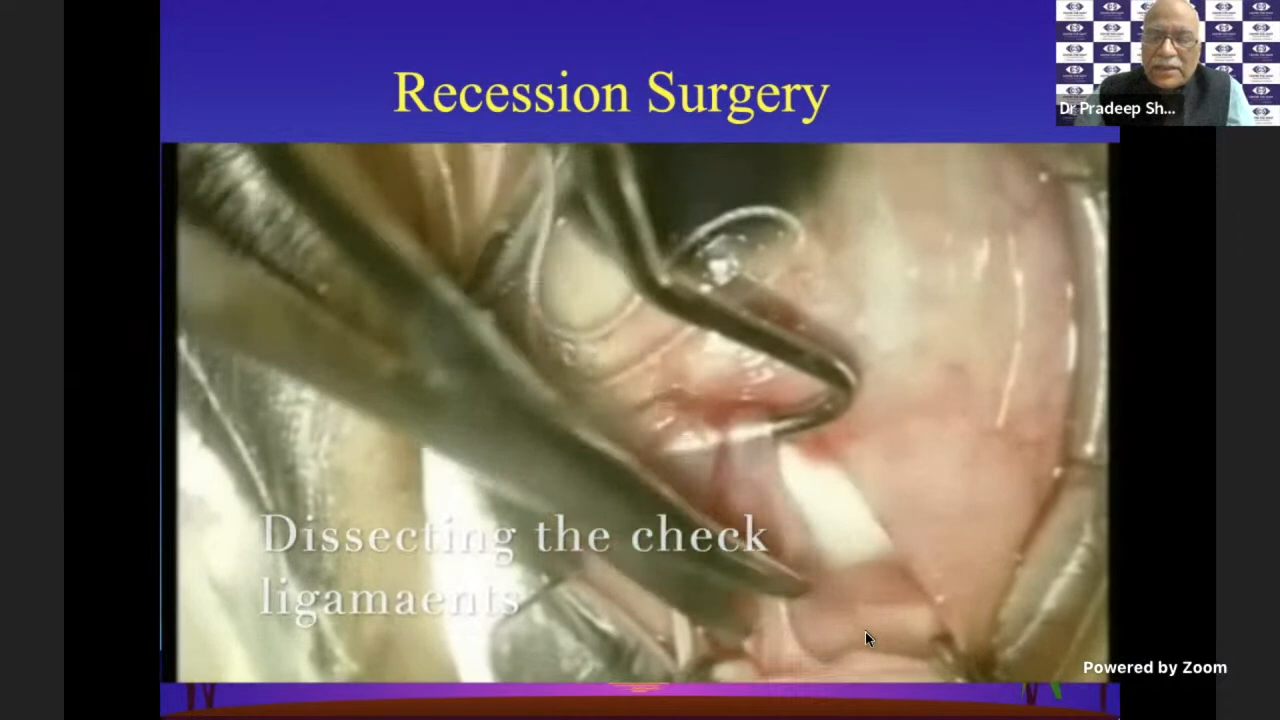 Recession Surgery
Dr Pradeep Sh...
Dissecting the check
ligamaents
Powered by Zoom